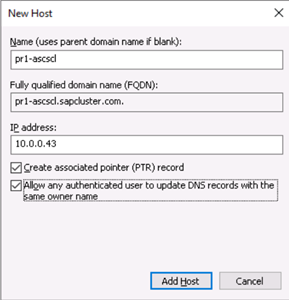 New Host
Name (uses parent domain name if blank):
pr1-ascscl
Fully qualified domain name (FQDN):
pr1-ascscl.sapcluster.com.
IP address:
10.0.0.43
Create associated pointer (PTR) record
Allow any authenticated user to update DNS records with the
same owner name
Add Host
Cancel